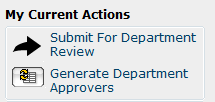 My Current Actions
Submit For Department
Review
Generate Department
Approvers